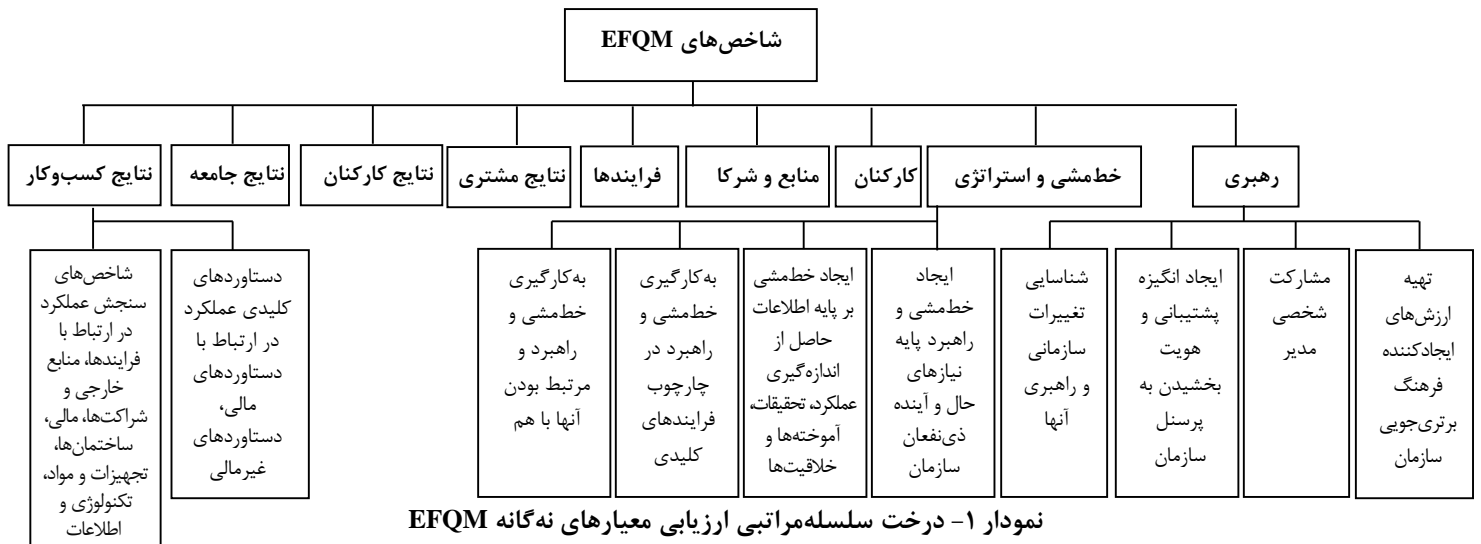 شاخص‌های EFQM
رهبری
خط‌مشی و استراتژی
کارکنان
منابع و شرکا
فرایندها
نتایج مشتری
نتایج کارکنان
نتایج جامعه
نتایج کسب‌وکار
تهیه
ارزش‌های
ایجادکننده
فرهنگ
برتری‌جویی
سازمان
مشارکت
شخصی
مدیر
ایجاد انگیزه
پشتیبانی و
هویت
بخشیدن به
پرسنل
سازمان
شناسایی
تغییرات
سازمانی
و راهبری
آنها
ایجاد
خط‌مشی و
راهبرد پایه
نیازهای
حال و آینده
ذی‌نفعان
سازمان
ایجاد خط‌مشی
بر پایه اطلاعات
حاصل از
اندازه‌گیری
عملکرد، تحقیقات،
آموخته‌ها و
خلاقیت‌ها
به‌کارگیری
خط‌مشی و
راهبرد در
چارچوب
فرایندهای
کلیدی
به‌کارگیری
خط‌مشی و
راهبرد و
مرتبط بودن
آنها با هم
دستاوردهای
کلیدی عملکرد
در ارتباط با
دستاوردهای
مالی،
دستاوردهای
غیرمالی
شاخص‌های
سنجش عملکرد
در ارتباط با
فرایندها، منابع
خارجی و
شراکت‌ها، مالی،
ساختمان‌ها،
تجهیزات و مواد،
تکنولوژی و
اطلاعات
نمودار ۱- درخت سلسله‌مراتبی ارزیابی معیارهای نه‌گانه EFQM